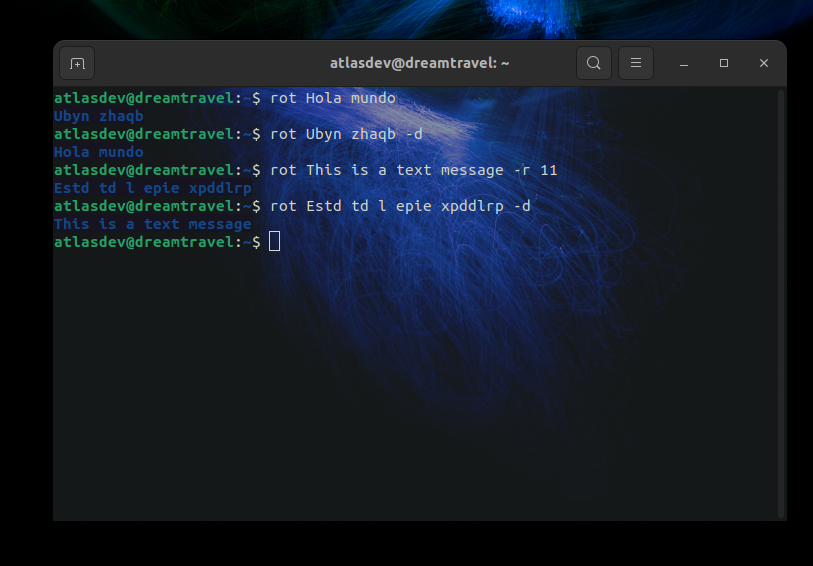 atlasdev@dreamtravel: ~
atlasdev@dreamtravel:~$ rot Hola mundo
Ubyn zhaqb
atlasdev@dreamtravel:~$ rot Ubyn zhaqb -d
Hola mundo
atlasdev@dreamtravel:~$ rot This is a text message -r 11
Estd td l epie xpddlrp
atlasdev@dreamtravel:~$ rot Estd td l epie xpddlrp -d
This is a text message
atlasdev@dreamtravel:~$